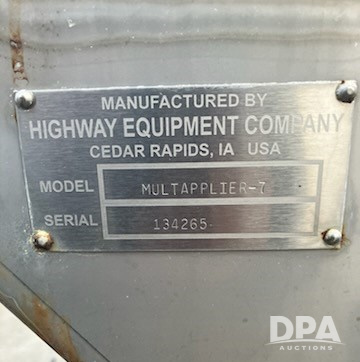 MANUFACTURED BY
HIGHWAY EQUIPMENT COMPANY
CEDAR RAPIDS, IA USA
MODEL MULTAPPLIER-7
SERIAL 134265
DPA
AUCTIONS